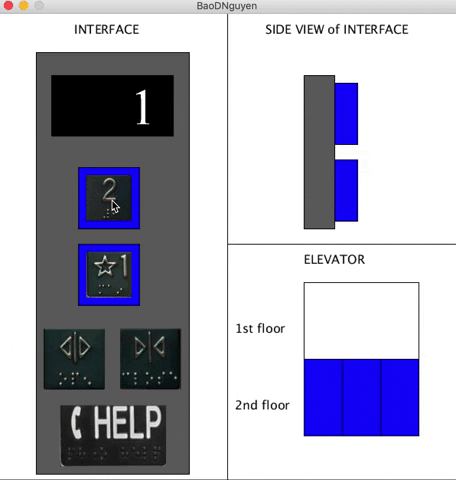 BaoDNguyen
INTERFACE
1
2
☆1
HELP
SIDE VIEW of INTERFACE
ELEVATOR
1st floor
2nd floor